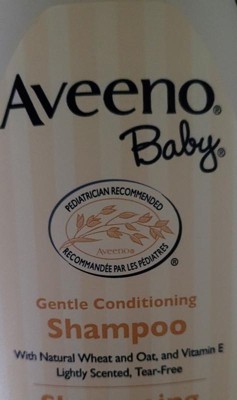 Aveeno®
Baby®
PEDIATRICIAN RECOMMENDED
Aveeno®
RECOMMANDÉE PAR LES PÉDIATRES
®
Gentle Conditioning
Shampoo
With Natural Wheat and Oat, and Vitamin E
Lightly Scented, Tear-Free